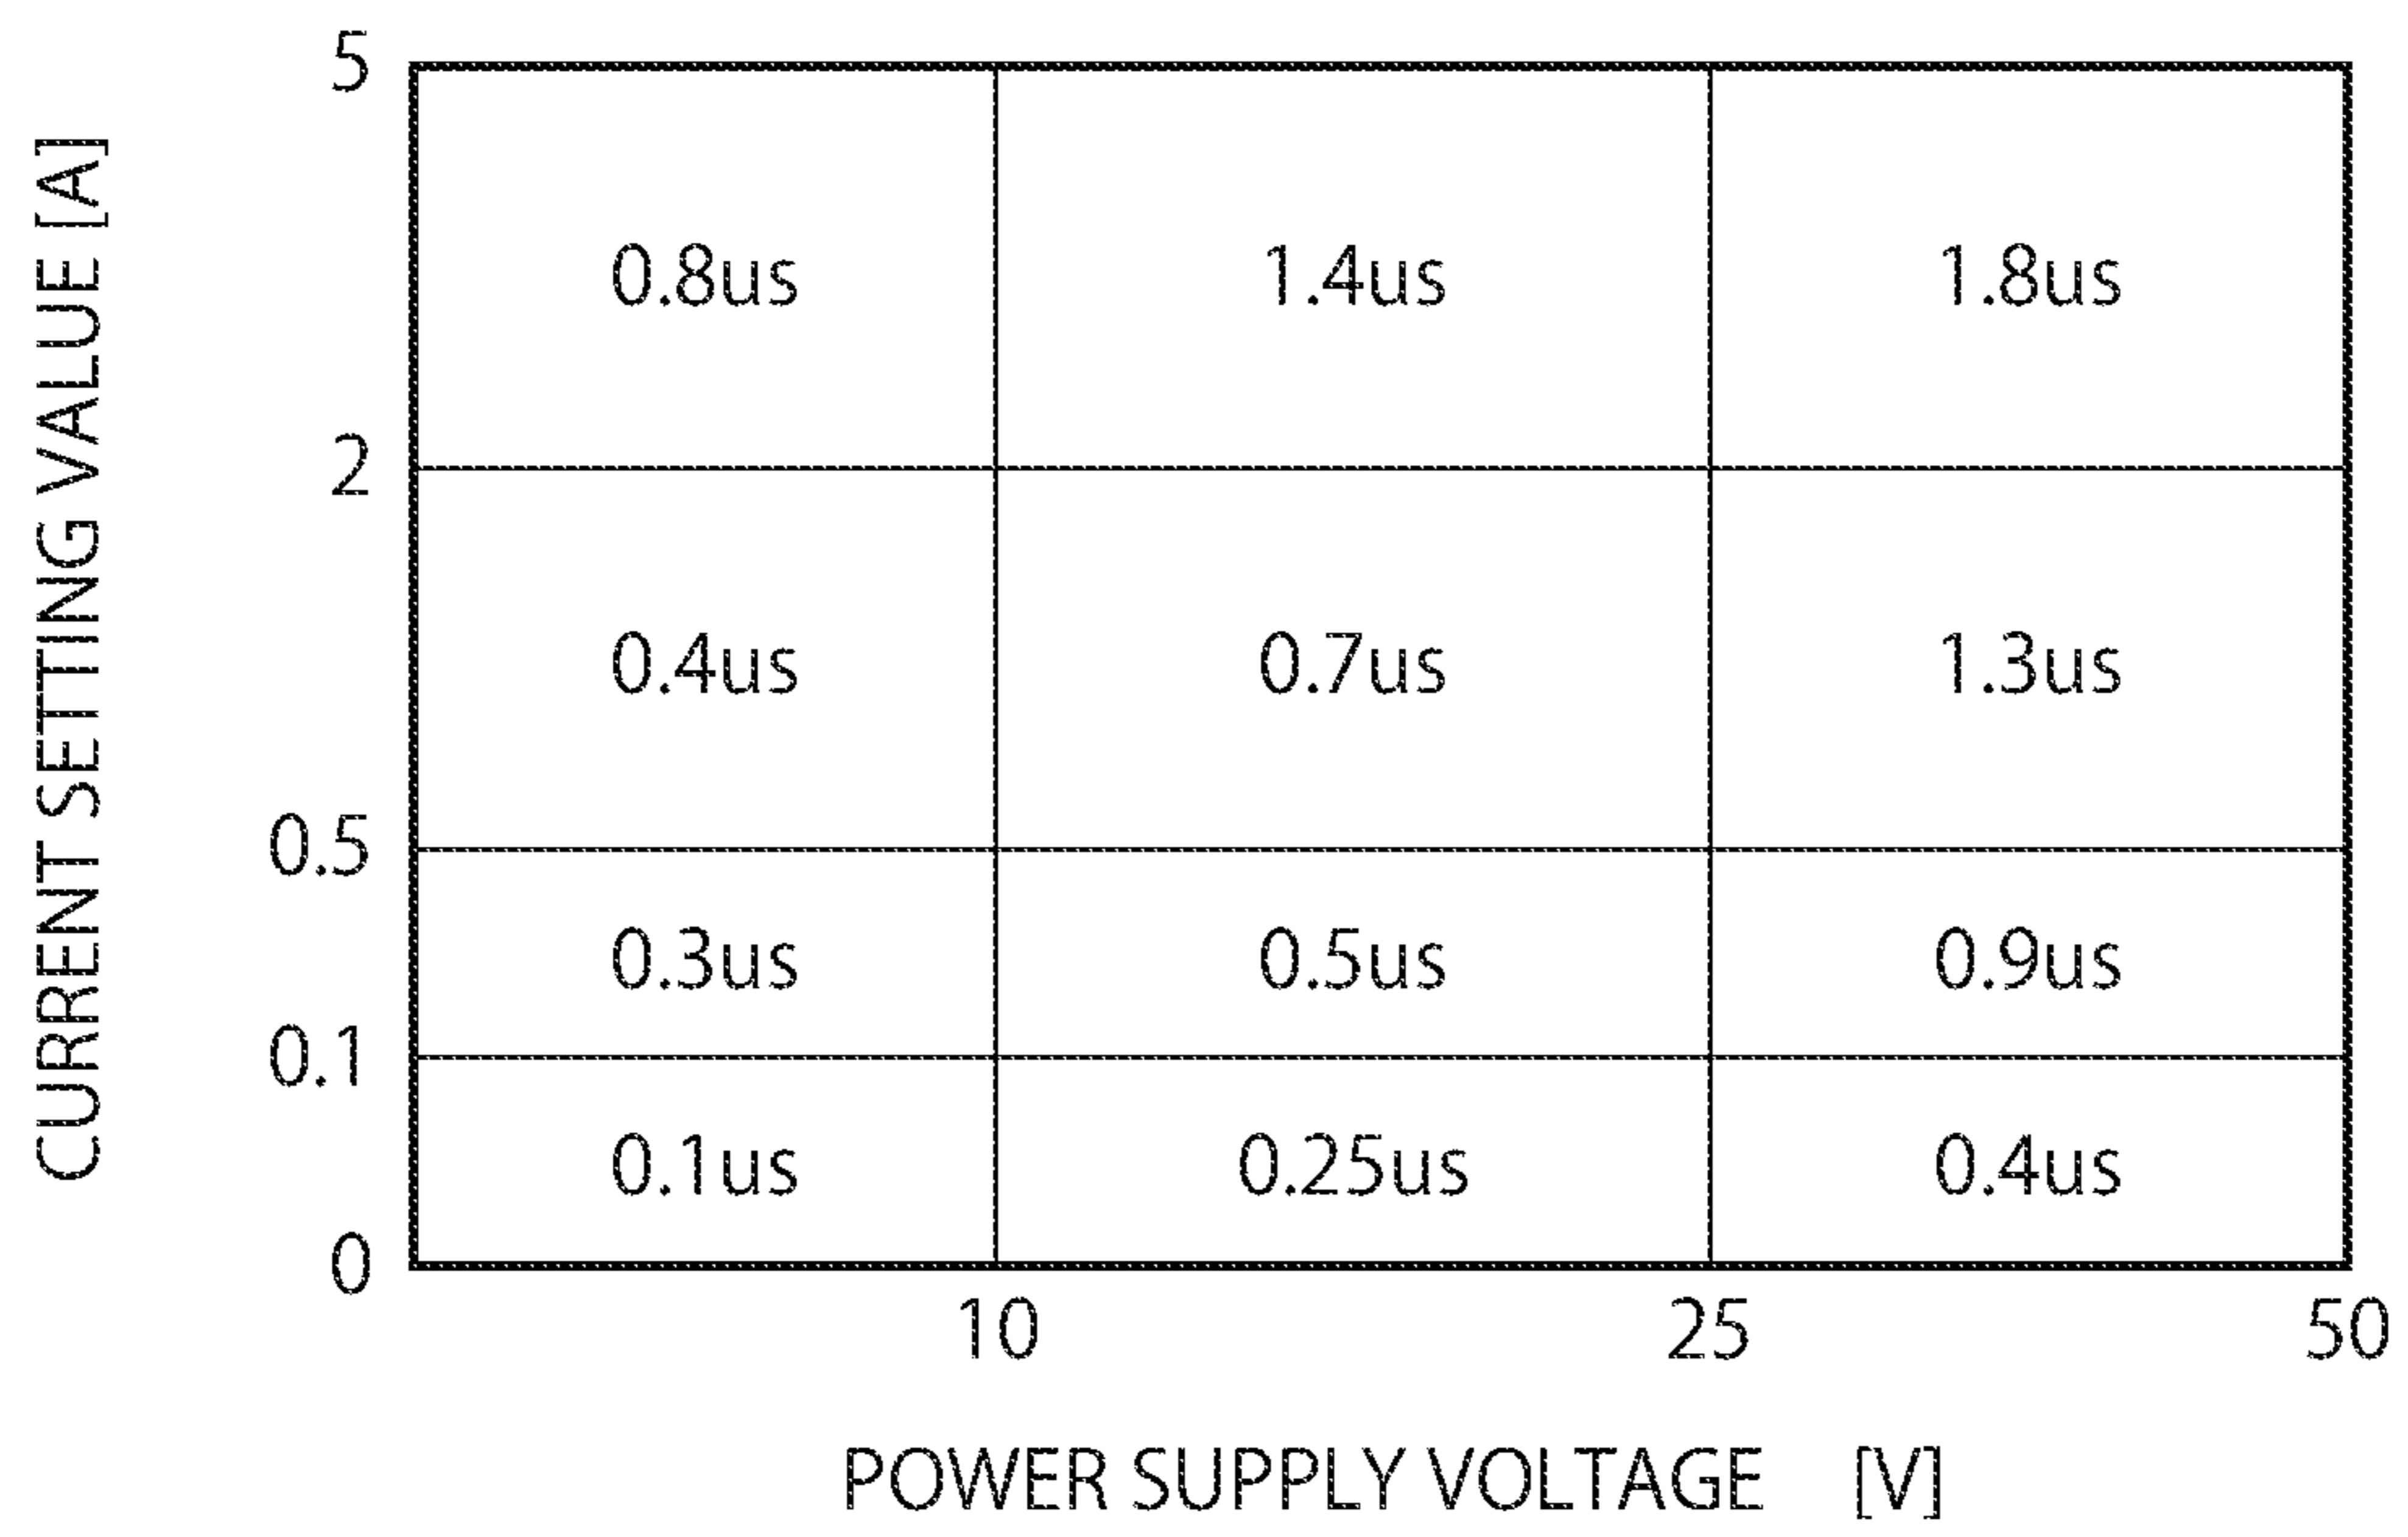 CURRENT SETTING VALUE [A]
5
0.8us 1.4us 1.8us
2
0.4us 0.7us 1.3us
0.5
0.3us 0.5us 0.9us
0.1
0.1us 0.25us 0.4us
0
10 25 50
POWER SUPPLY VOLTAGE [V]